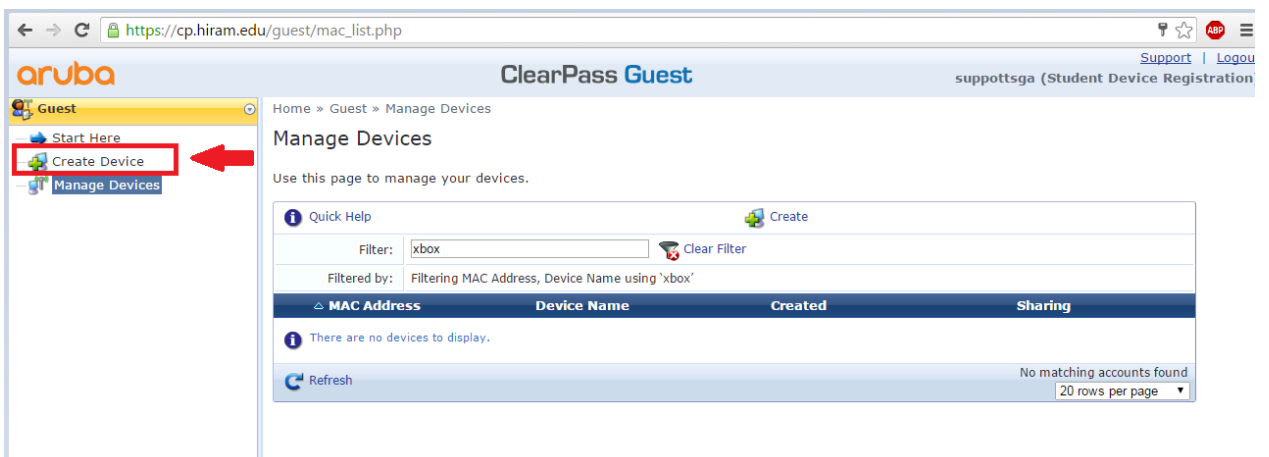 https://cp.hiram.edu/guest/mac_list.php
ABP
Support | Logou
aruba
ClearPass Guest
suppottsga (Student Device Registration)
Guest
Home » Guest » Manage Devices
Start Here
Manage Devices
Create Device
Manage Devices
Use this page to manage your devices.
Quick Help
Create
Filter: xbox Clear Filter
Filtered by: Filtering MAC Address, Device Name using ‘xbox’
MAC Address Device Name Created Sharing
There are no devices to display.
Refresh
No matching accounts found
20 rows per page